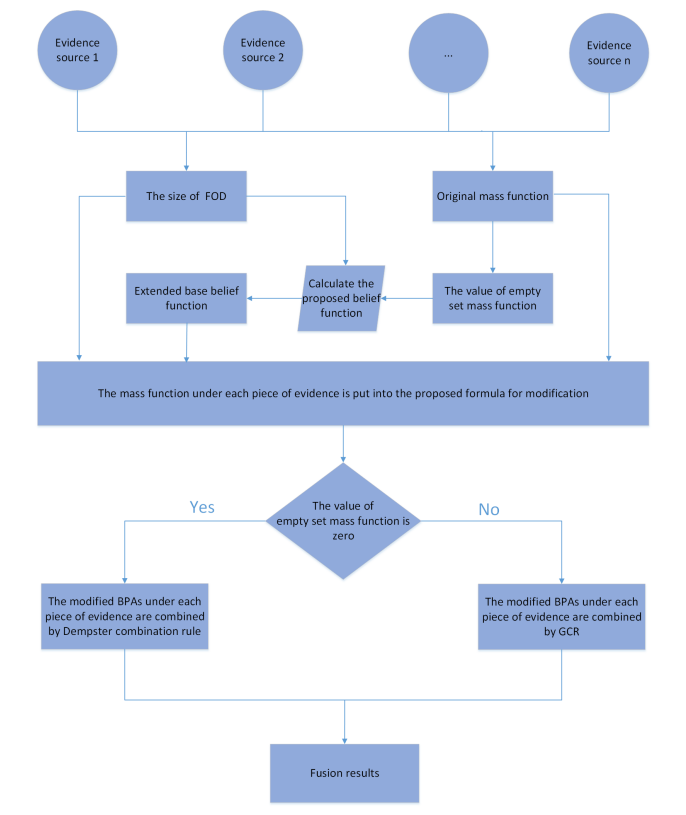 Evidence
source 1
Evidence
source 2
...
Evidence
source n
The size of  FOD
Original mass function
Extended base belief
function
Calculate the
proposed belief
function
The value of empty
set mass function
The mass function under each piece of evidence is put into the proposed formula for modification
The value of
empty set mass function is
zero
Yes
No
The modified BPAs under each
piece of evidence are combined
by Dempster combination rule
The modified BPAs under each
piece of evidence are combined
by GCR
Fusion results